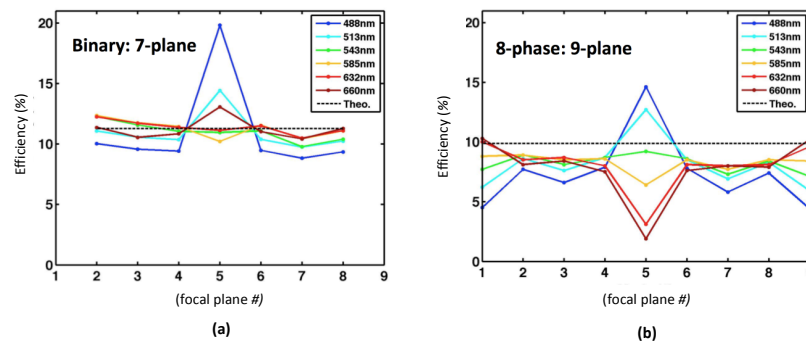 Binary: 7-plane
488nm
513nm
543nm
585nm
632nm
660nm
Theo.
Efficiency (%)
20
15
10
5
0
1 2 3 4 5 6 7 8 9
(focal plane #)
(a)
8-phase: 9-plane
488nm
513nm
543nm
585nm
632nm
660nm
Theo.
Efficiency (%)
20
15
10
5
0
1 2 3 4 5 6 7 8
(focal plane #)
(b)